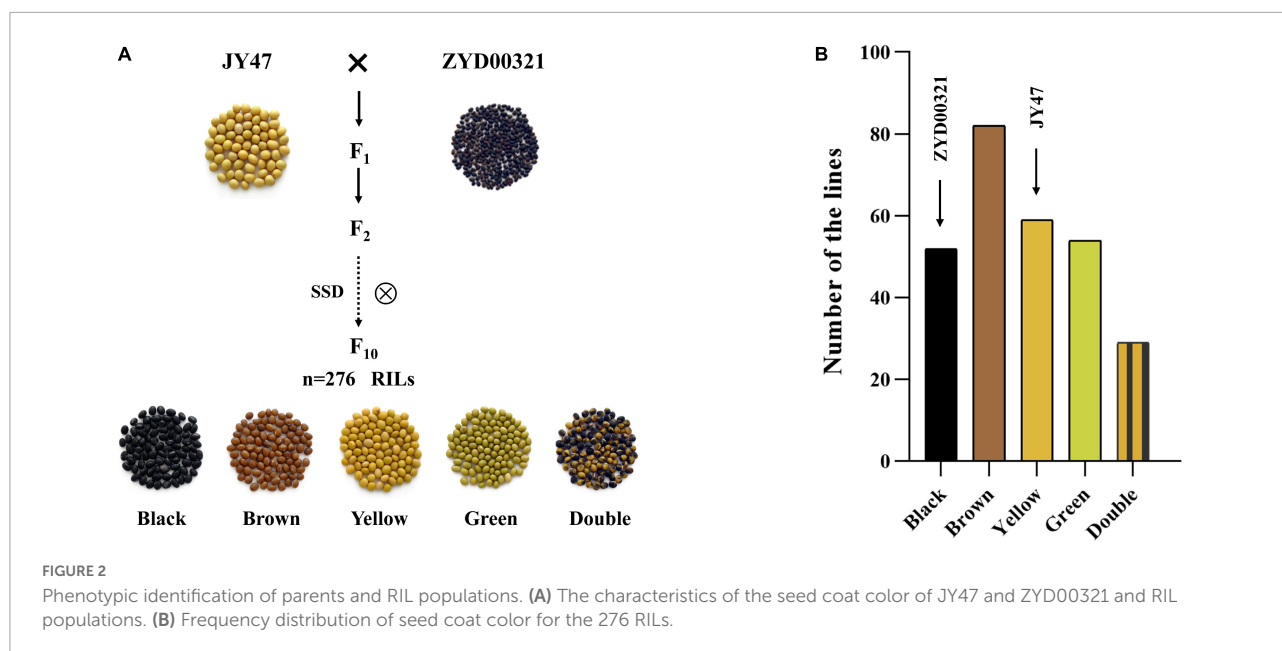 A
JY47 × ZYD00321
F1
F2
SSD ⊗
F10
n=276 RILs
Black Brown Yellow Green Double
B
100
80
60
40
20
0
Number of the lines
ZYD00321
JY47
Black Brown Yellow Green Double
FIGURE 2
Phenotypic identification of parents and RIL populations. (A) The characteristics of the seed coat color of JY47 and ZYD00321 and RIL
populations. (B) Frequency distribution of seed coat color for the 276 RILs.